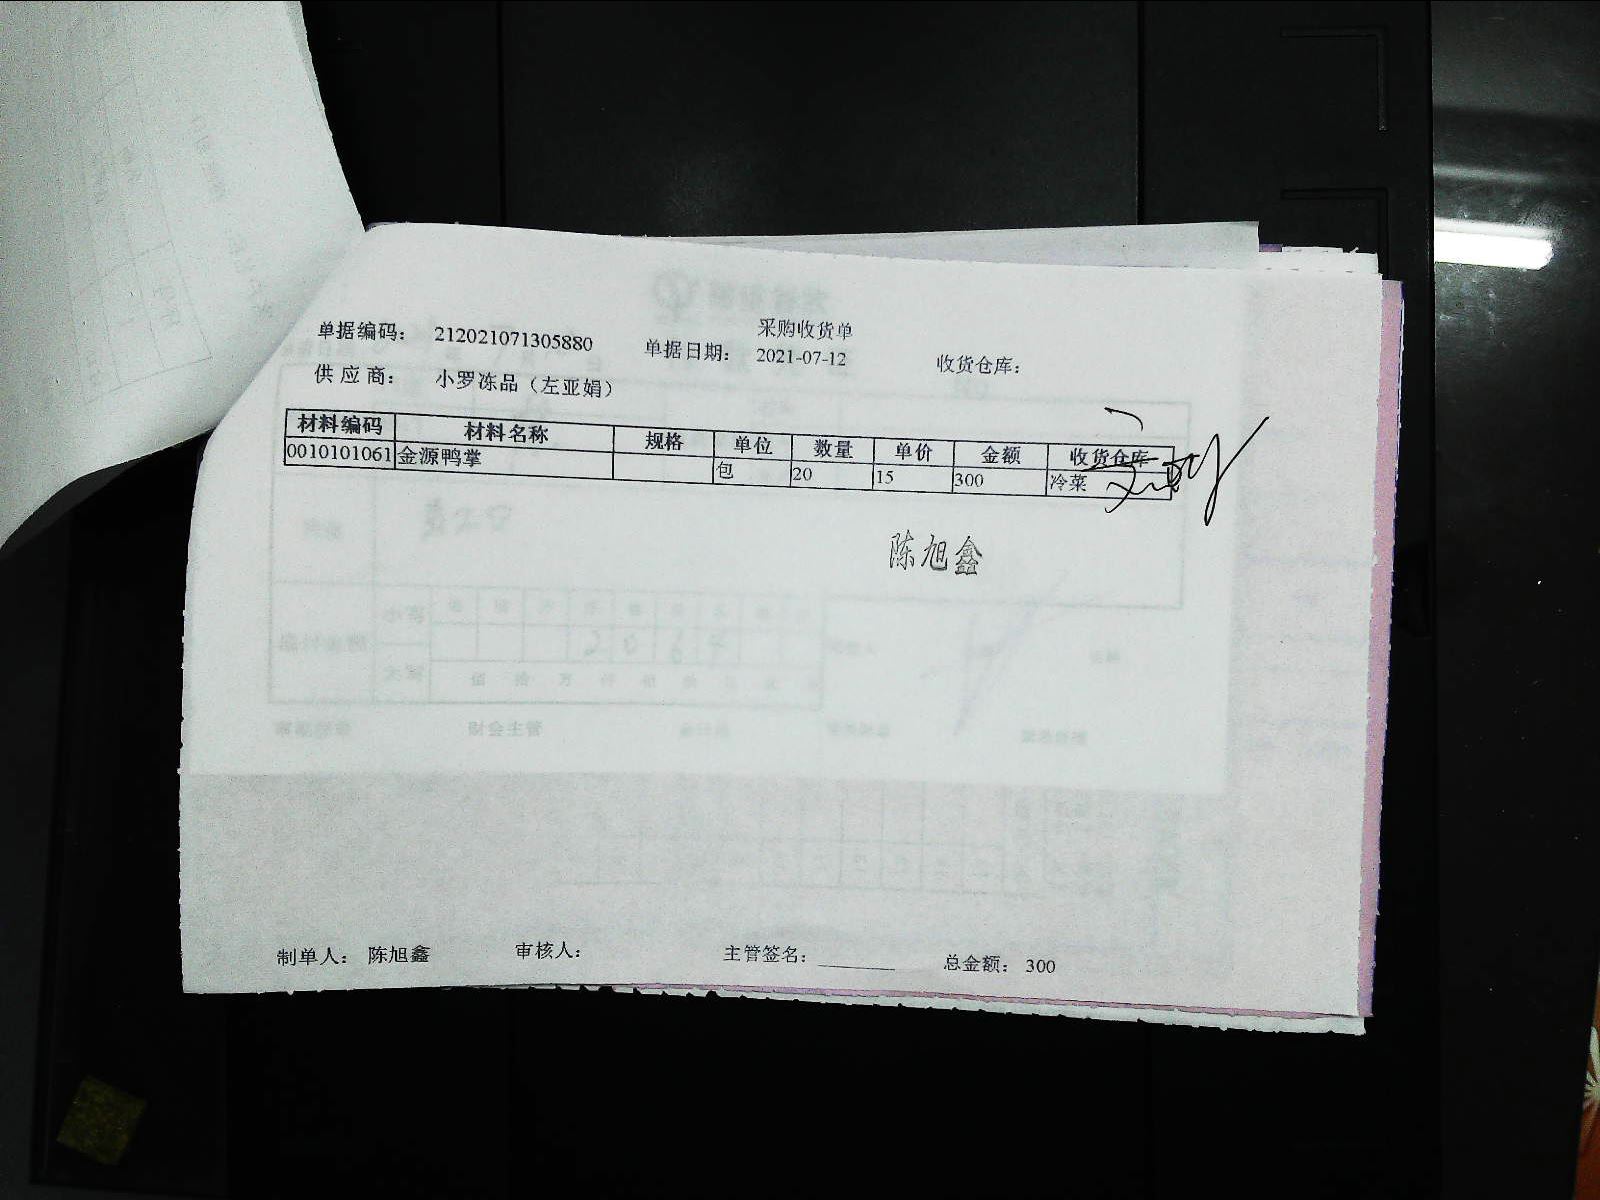 采购收货单
单据编码： 212021071305880 单据日期： 2021-07-12 收货仓库：
供 应 商： 小罗冻品（左亚娟）
材料编码 材料名称 规格 单位 数量 单价 金额 收货仓库
0010101061 金源鸭掌 包 20 15 300 冷菜
陈旭鑫
制单人： 陈旭鑫 审核人： 主管签名：________ 总金额： 300